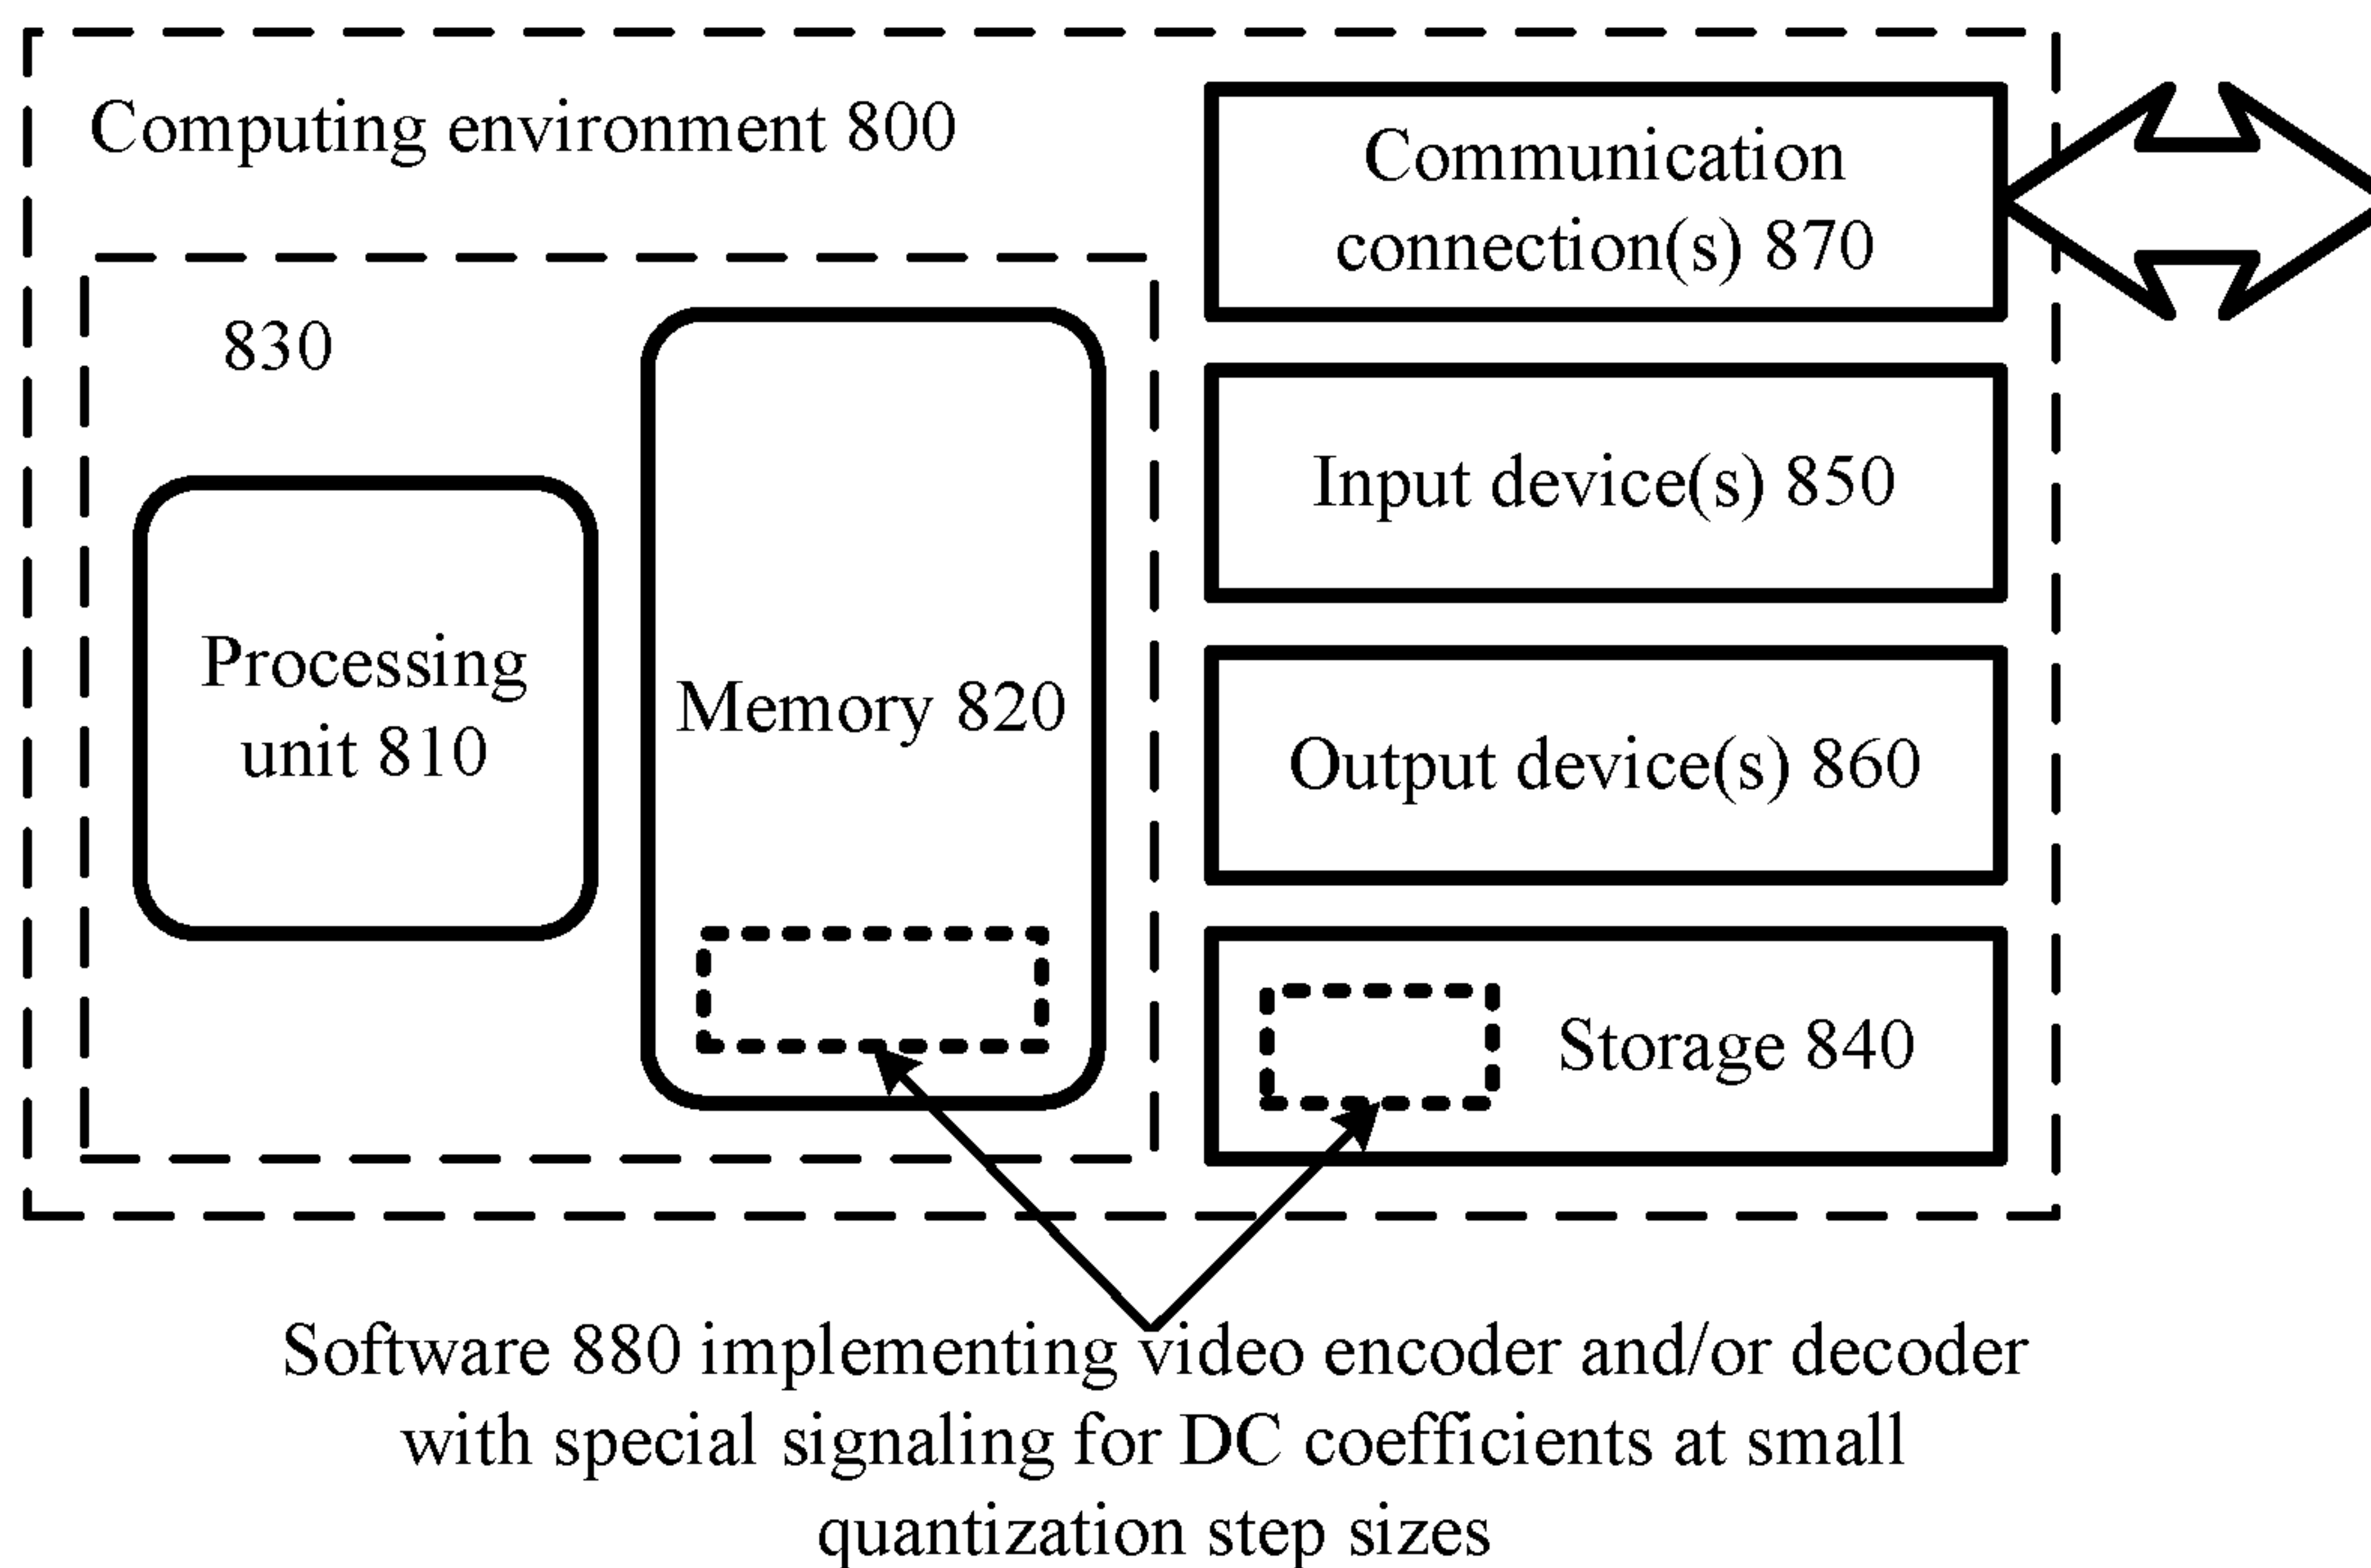 Computing environment 800
Communication
connection(s) 870
830
Input device(s) 850
Processing
unit 810
Memory 820
Output device(s) 860
Storage 840
Software 880 implementing video encoder and/or decoder
with special signaling for DC coefficients at small
quantization step sizes